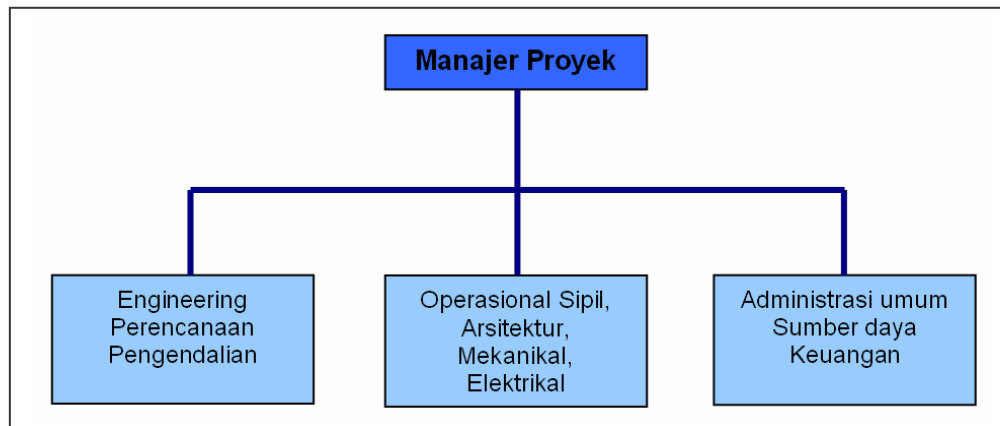 Manajer Proyek
Engineering
Perencanaan
Pengendalian
Operasional Sipil,
Arsitektur,
Mekanikal,
Elektrikal
Administrasi umum
Sumber daya
Keuangan